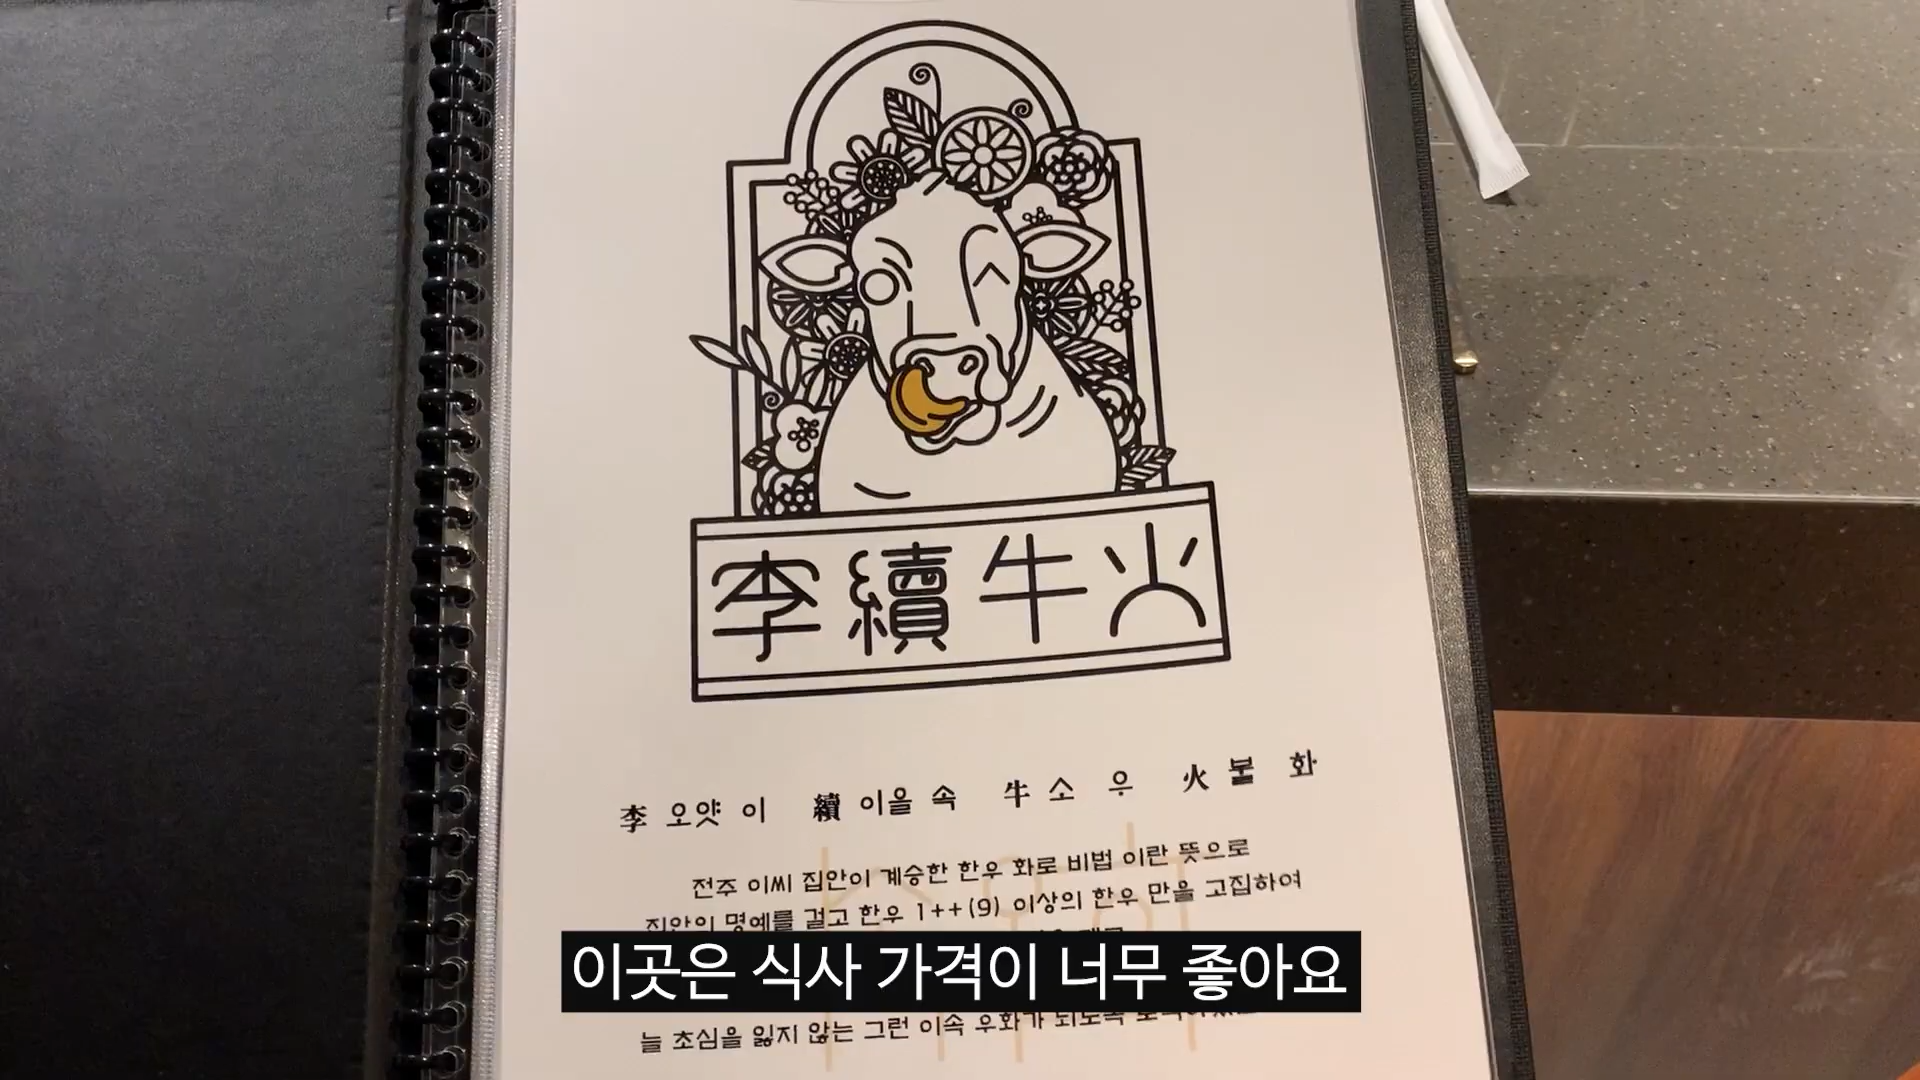 李續牛火
李 오얏 이 續 이을 속 牛 소 우 火 불 화
전주 이씨 집안이 계승한 한우 화로 비법 이란 뜻으로
집안의 명예를 걸고 한우 1++(9) 이상의 한우 만을 고집하여
이곳은 식사 가격이 너무 좋아요
늘 초심을 잃지 않는 그런 이속 우화가 되도록